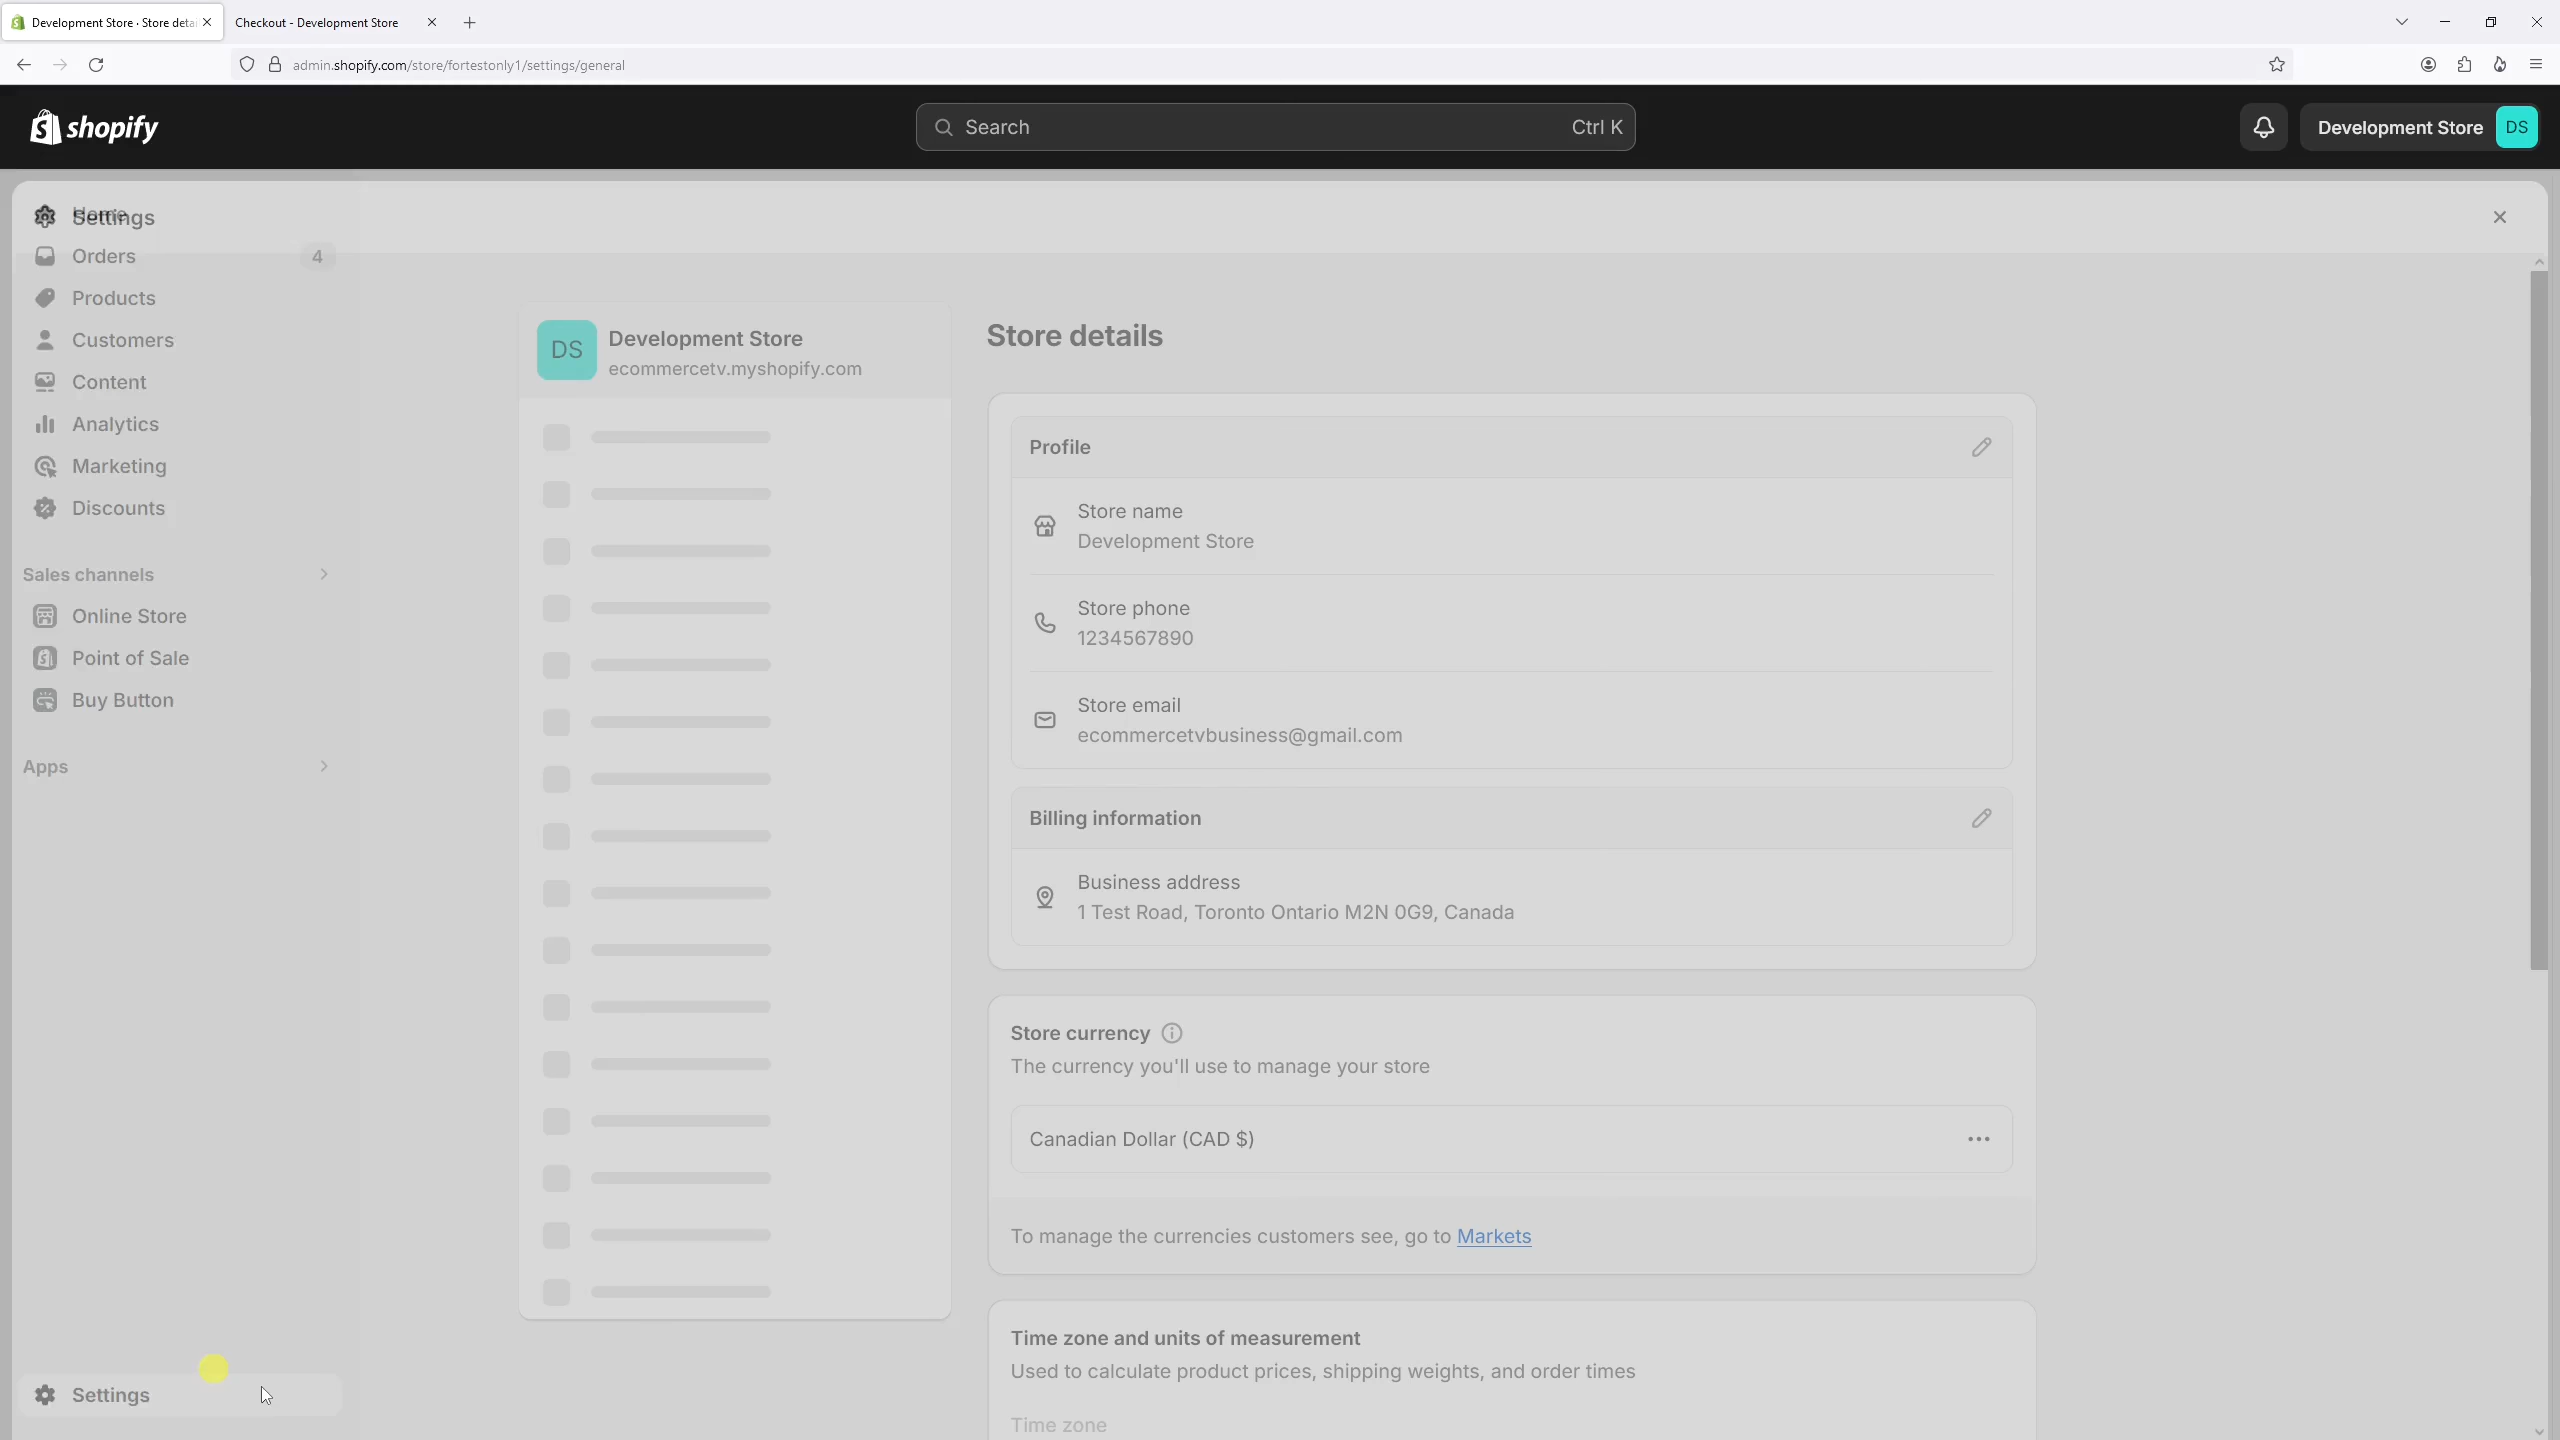 Development Store · Store deta
Checkout - Development Store
admin.shopify.com/store/fortestonly1/settings/general
shopify
Search
Ctrl K
Development Store
DS
Home
Settings
Orders
4
Products
Customers
Content
Analytics
Marketing
Discounts
Sales channels
Online Store
Point of Sale
Buy Button
Apps
Settings
DS
Development Store
ecommercetv.myshopify.com
Store details
Profile
Store name
Development Store
Store phone
1234567890
Store email
ecommercetvbusiness@gmail.com
Billing information
Business address
1 Test Road, Toronto Ontario M2N 0G9, Canada
Store currency
The currency you'll use to manage your store
Canadian Dollar (CAD $)
To manage the currencies customers see, go to Markets
Time zone and units of measurement
Used to calculate product prices, shipping weights, and order times
Time zone